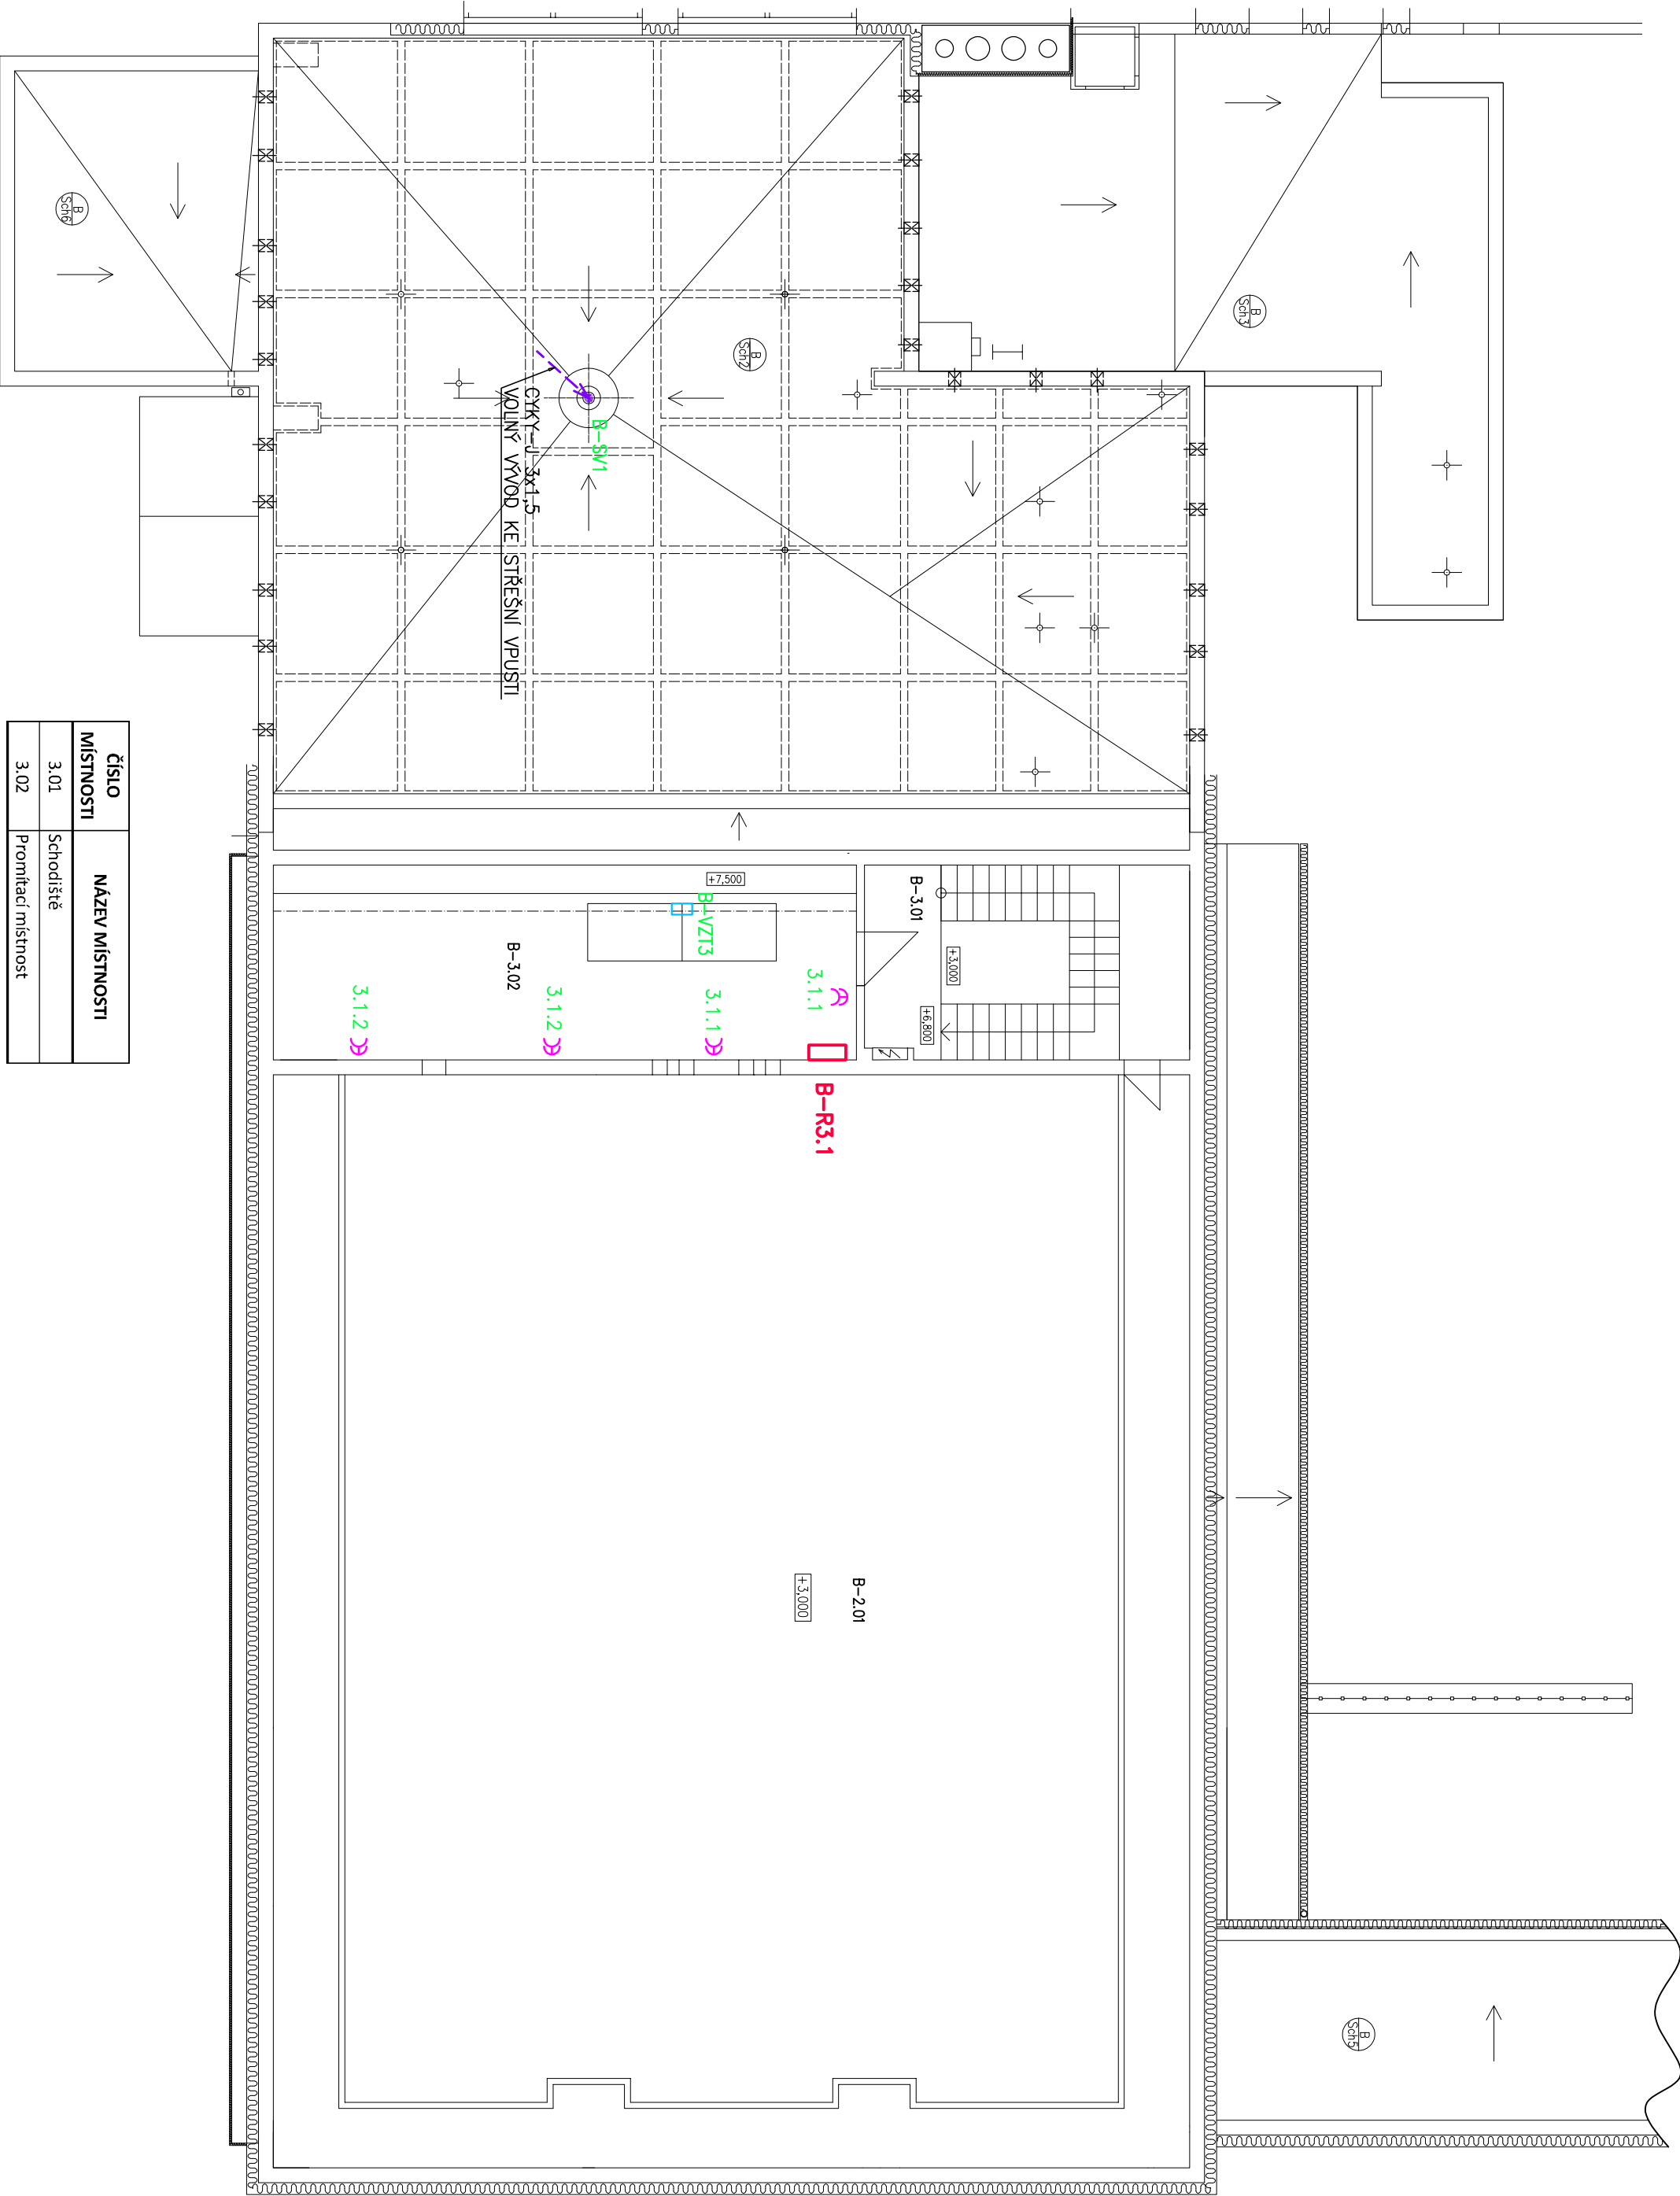 B
Sch3
B
Sch2
B
Sch6
B-SV1
CYKY-J 3x1,5
VOLNÝ VÝVOD KE STŘEŠNÍ VPUSTI
B-3.01
+3,000
+6,800
+7,500
B-VZT3
B-3.02
3.1.1
3.1.1
3.1.2
3.1.2
B-R3.1
B-2.01
+3,000
B
Sch5
ČÍSLO MÍSTNOSTI NÁZEV MÍSTNOSTI
3.01 Schodiště
3.02 Promítací místnost